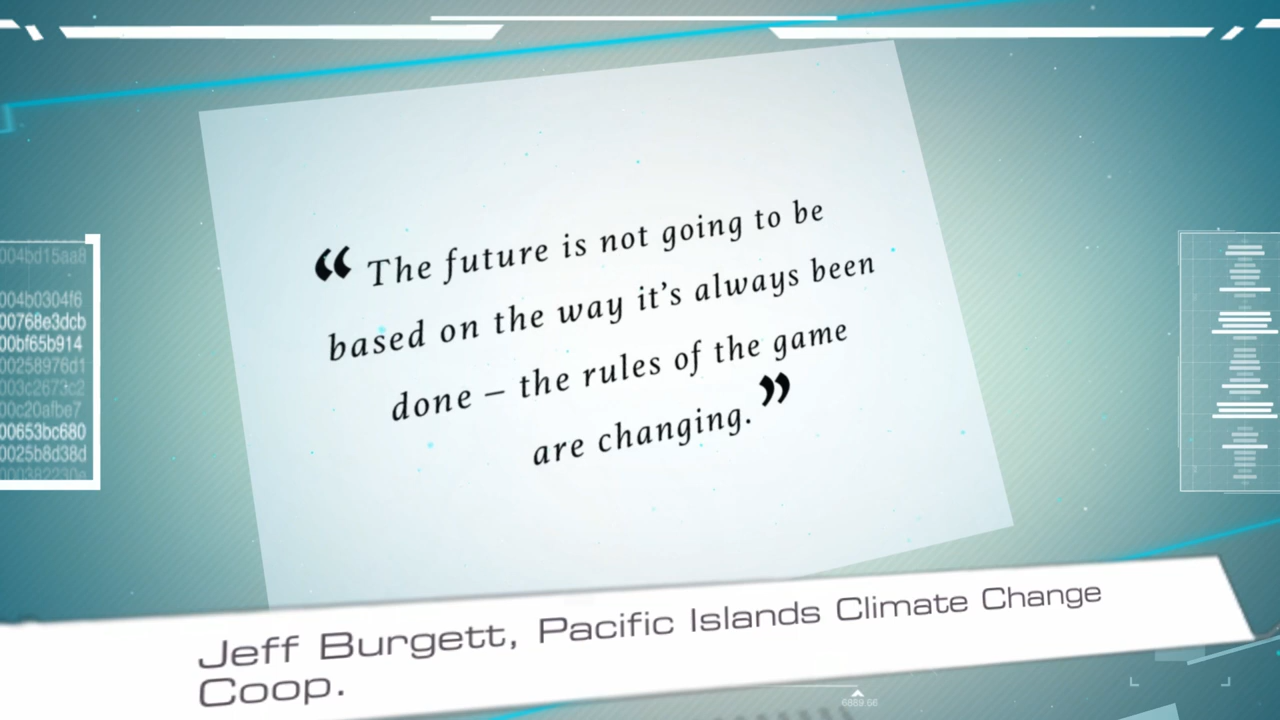 “ The future is not going to be
based on the way it’s always been
done – the rules of the game
are changing. ”
004bd15aa8
004b0304f6
00768e3dcb
00bf65b914
00258976d1
003c2673c2
00c20afbe7
00653bc680
0025b8d38d
000382230e
Jeff Burgett, Pacific Islands Climate Change
Coop.